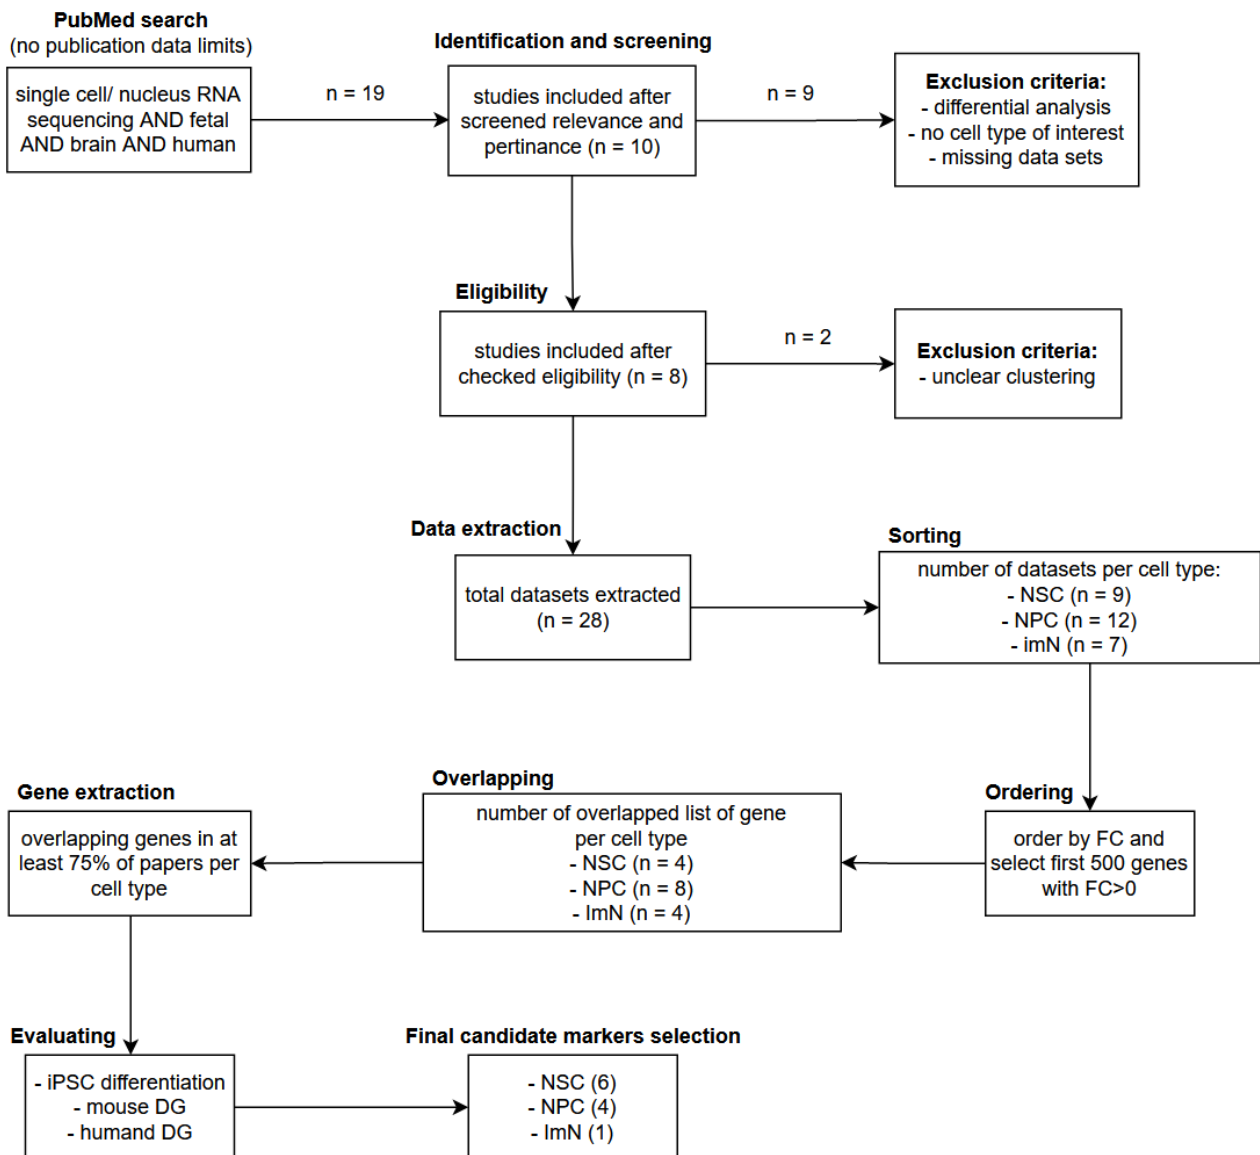 PubMed search
(no publication data limits)
single cell/ nucleus RNA
sequencing AND fetal
AND brain AND human
n = 19
Identification and screening
studies included after
screened relevance and
pertinance (n = 10)
n = 9
Exclusion criteria:
- differential analysis
- no cell type of interest
- missing data sets
Eligibility
studies included after
checked eligibility (n = 8)
n = 2
Exclusion criteria:
- unclear clustering
Data extraction
total datasets extracted
(n = 28)
Sorting
number of datasets per cell type:
- NSC (n = 9)
- NPC (n = 12)
- imN (n = 7)
Ordering
order by FC and
select first 500 genes
with FC>0
Overlapping
number of overlapped list of gene
per cell type
- NSC (n = 4)
- NPC (n = 8)
- ImN (n = 4)
Gene extraction
overlapping genes in at
least 75% of papers per
cell type
Evaluating
- iPSC differentiation
- mouse DG
- humand DG
Final candidate markers selection
- NSC (6)
- NPC (4)
- ImN (1)